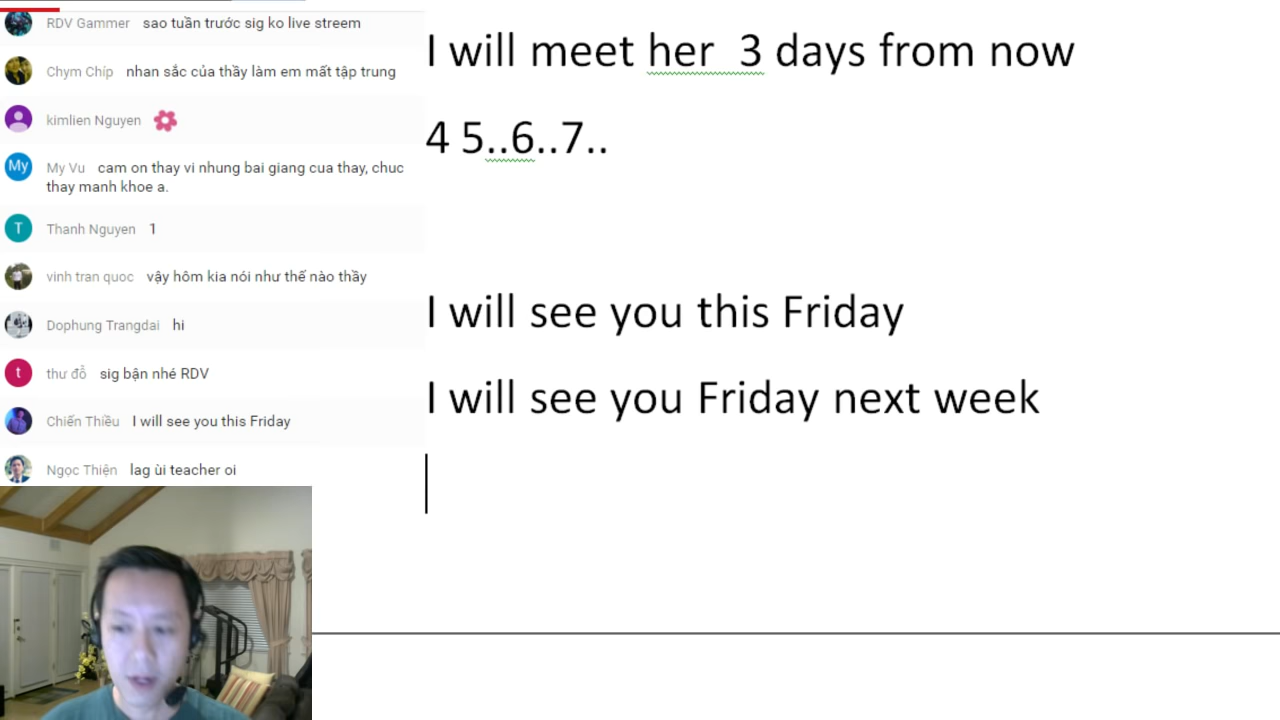 RDV Gammer sao tuần trước sig ko live streem
Chym Chíp nhan sắc của thầy làm em mất tập trung
kimlien Nguyen
My Vu cam on thay vi nhung bai giang cua thay, chuc
thay manh khoe a.
Thanh Nguyen 1
vinh tran quoc vậy hôm kia nói như thế nào thầy
Dophung Trangdai hi
thư đỗ sig bận nhé RDV
Chiến Thiều I will see you this Friday
Ngọc Thiện lag ùi teacher oi
My
T
t
I will meet her 3 days from now
4 5..6..7..
I will see you this Friday
I will see you Friday next week